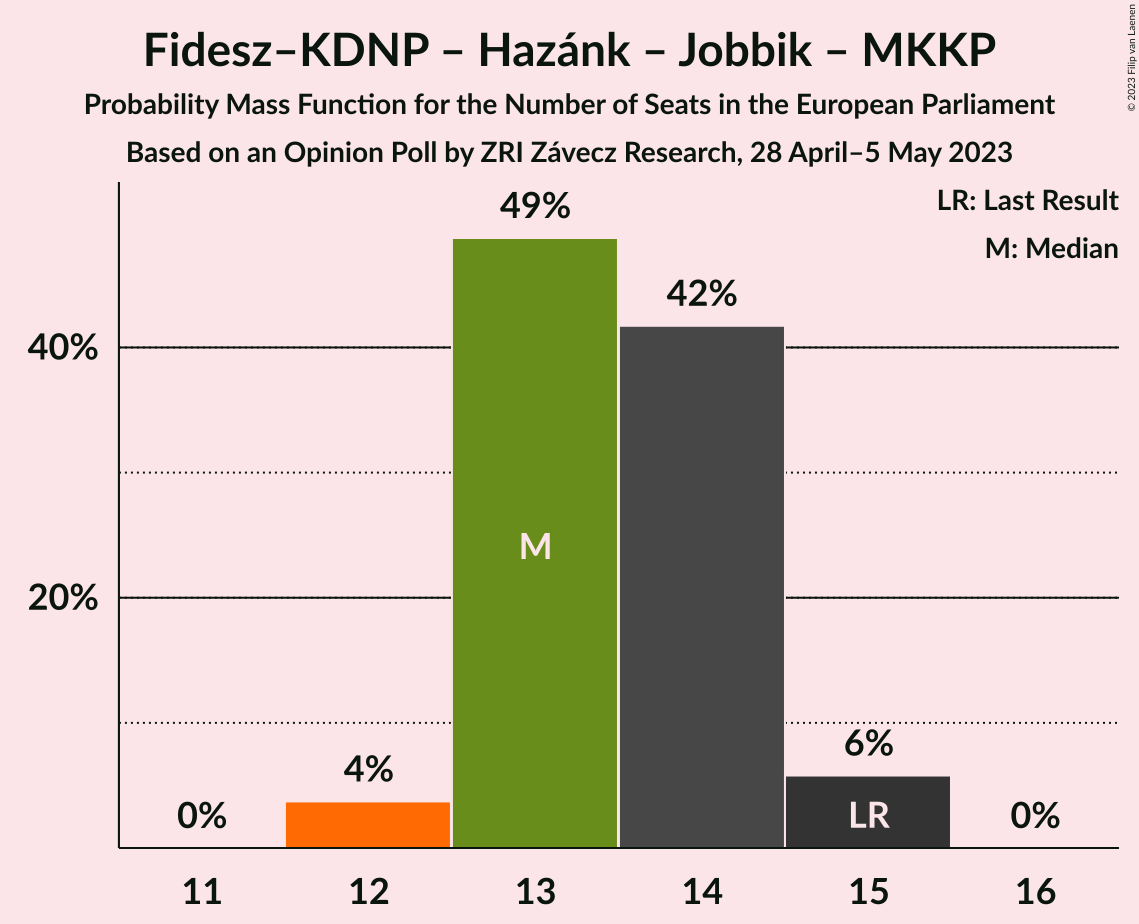 Fidesz–KDNP – Hazánk – Jobbik – MKKP
Probability Mass Function for the Number of Seats in the European Parliament
Based on an Opinion Poll by ZRI Závecz Research, 28 April–5 May 2023
© 2023 Filip van Laenen
LR: Last Result
M: Median
49%
42%
40%
M
20%
6%
4%
0%
LR
0%
11
12
13
14
15
16